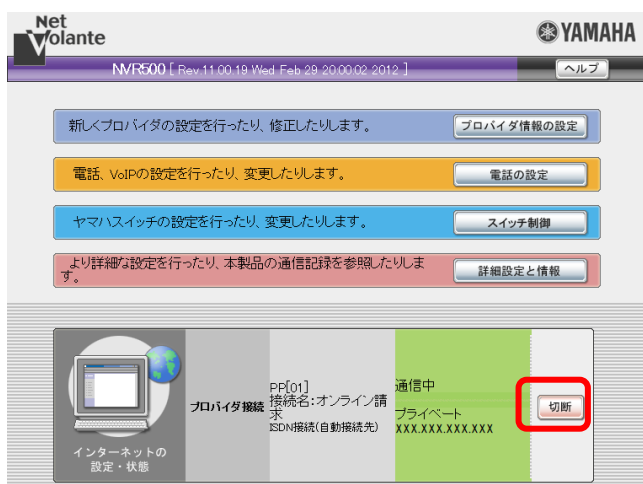 Net
Volante
YAMAHA
NVR500 [ Rev.11.00.19 Wed Feb 29 20:00:02 2012 ]
ヘルプ
新しくプロバイダの設定を行ったり、修正したりします。
プロバイダ情報の設定
電話、VoIPの設定を行ったり、変更したりします。
電話の設定
ヤマハスイッチの設定を行ったり、変更したりします。
スイッチ制御
より詳細な設定を行ったり、本製品の通信記録を参照したりしま
す。
詳細設定と情報
インターネットの
設定・状態
プロバイダ接続
PP[01]
接続名:オンライン請
求
ISDN接続(自動接続先)
通信中
プライベート
XXX.XXX.XXX.XXX
切断